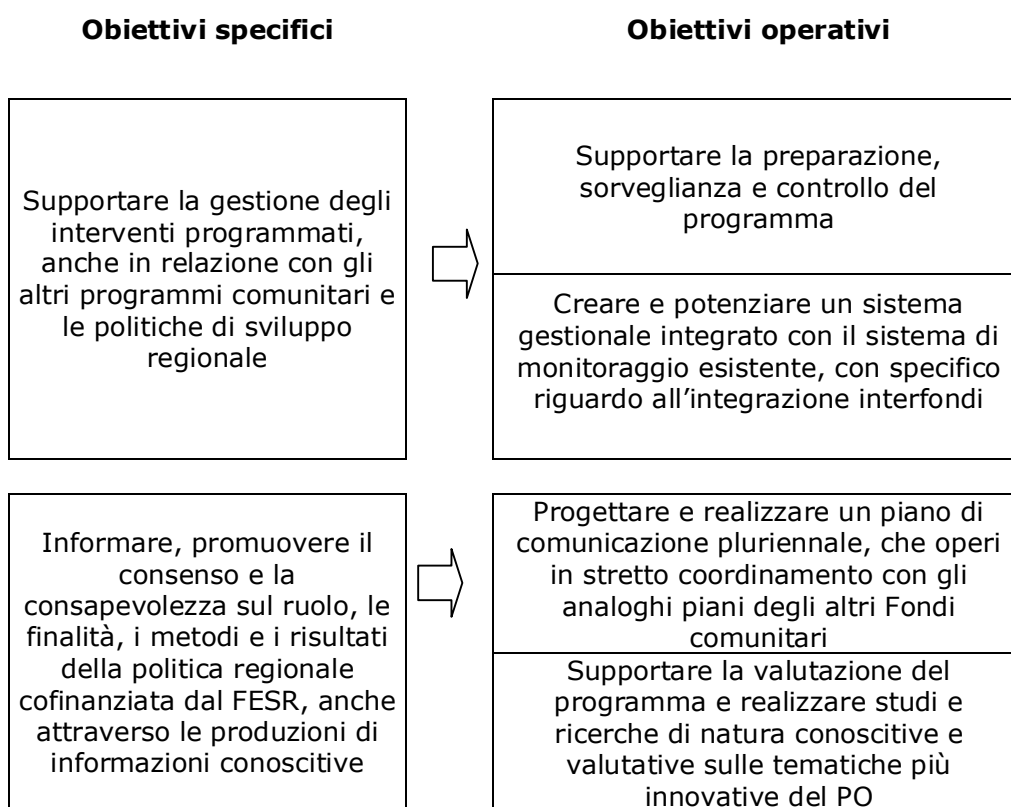 Obiettivi specifici
Obiettivi operativi
Supportare la gestione degli
interventi programmati,
anche in relazione con gli
altri programmi comunitari e
le politiche di sviluppo
regionale
Supportare la preparazione,
sorveglianza e controllo del
programma
Creare e potenziare un sistema
gestionale integrato con il sistema di
monitoraggio esistente, con specifico
riguardo all’integrazione interfondi
Informare, promuovere il
consenso e la
consapevolezza sul ruolo, le
finalità, i metodi e i risultati
della politica regionale
cofinanziata dal FESR, anche
attraverso le produzioni di
informazioni conoscitive
Progettare e realizzare un piano di
comunicazione pluriennale, che operi
in stretto coordinamento con gli
analoghi piani degli altri Fondi
comunitari
Supportare la valutazione del
programma e realizzare studi e
ricerche di natura conoscitive e
valutative sulle tematiche più
innovative del PO